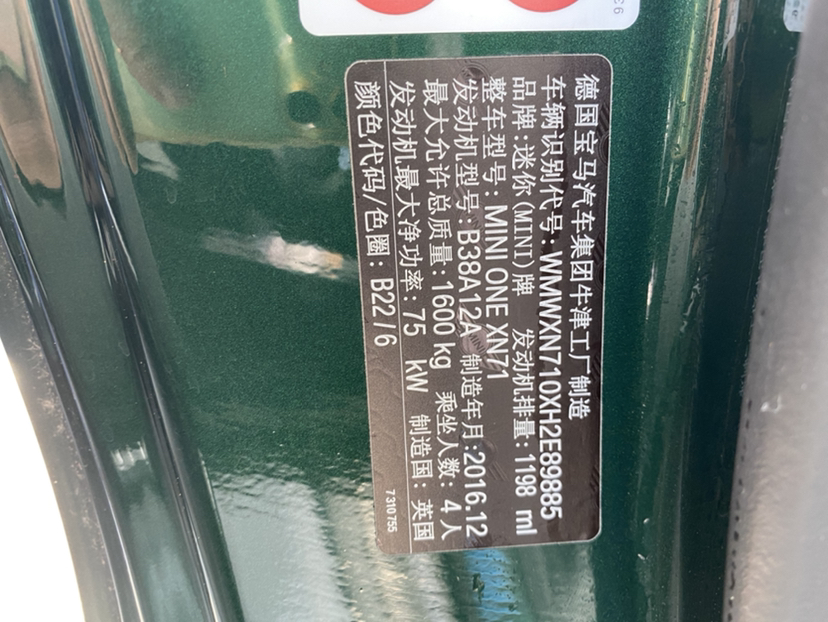 德国宝马汽车集团牛津工厂制造
车辆识别代号: WMWXN710XH2E89885
品牌: 迷你(MINI)牌 发动机排量: 1198 ml
整车型号: MINI ONE XN71
发动机型号: B38A12A 制造年月: 2016.12
最大允许总质量: 1600 kg 乘坐人数: 4人
发动机最大净功率: 75 kW 制造国: 英国
颜色代码/色圈: B22 / 6
7 310 755